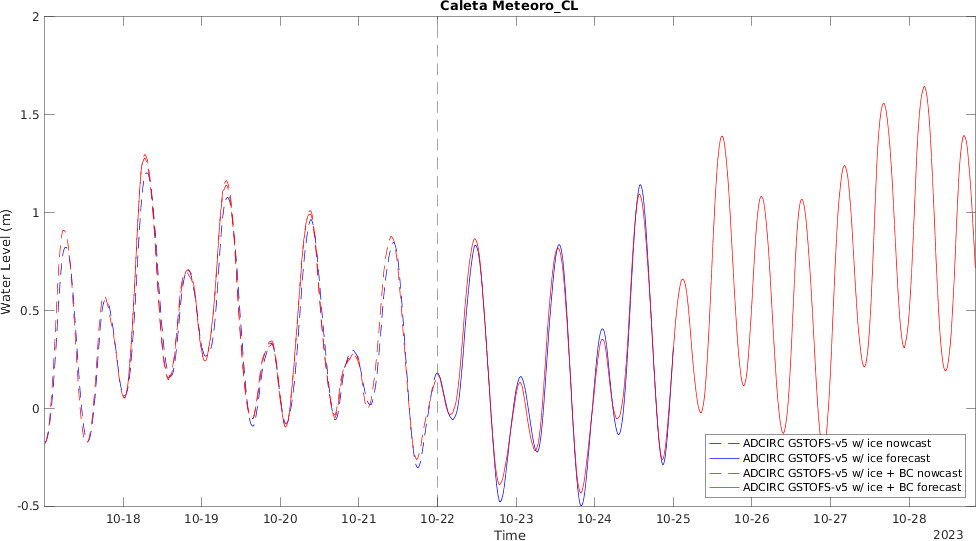 Caleta Meteoro_CL
2
1.5
1
0.5
0
-0.5
Water Level (m)
ADCIRC GSTOFS-v5 w/ ice nowcast
ADCIRC GSTOFS-v5 w/ ice forecast
ADCIRC GSTOFS-v5 w/ ice + BC nowcast
ADCIRC GSTOFS-v5 w/ ice + BC forecast
10-18 10-19 10-20 10-21 10-22 10-23 10-24 10-25 10-26 10-27 10-28
Time
2023